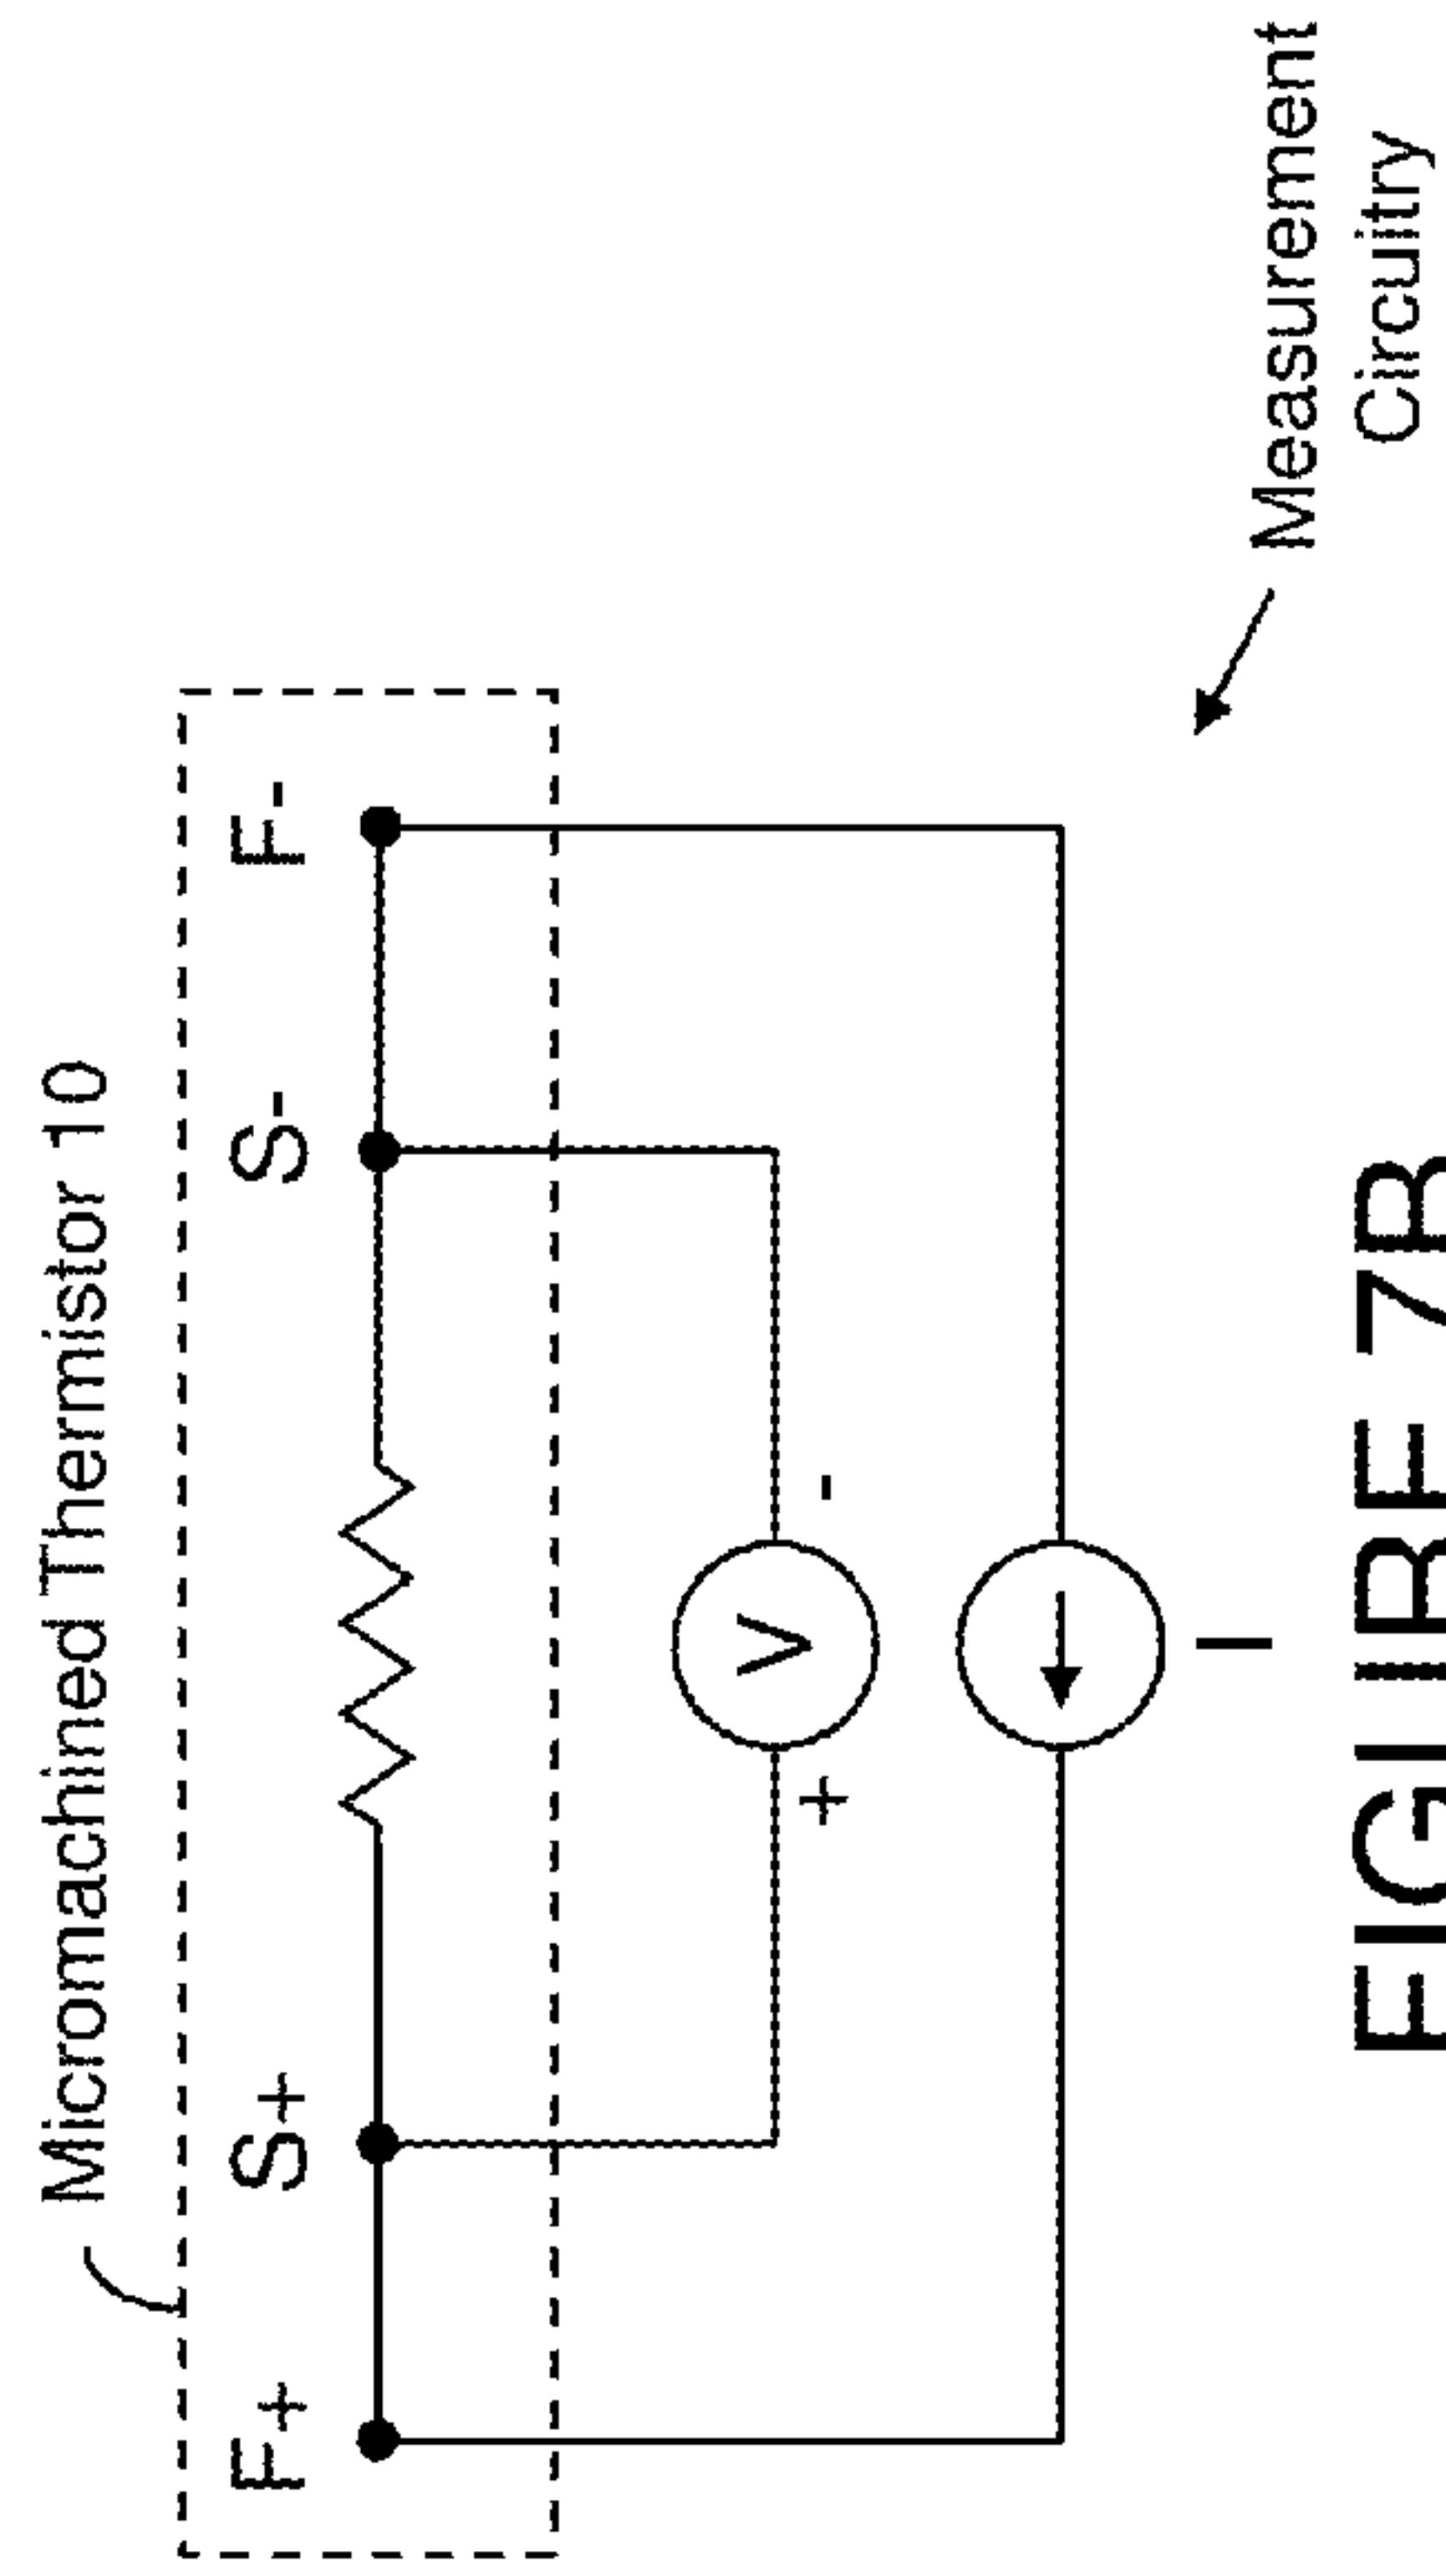 Micromachined Thermistor 10
F+ S+ S- F-
V
+ -
I
Measurement
Circuitry
FIGURE 7B